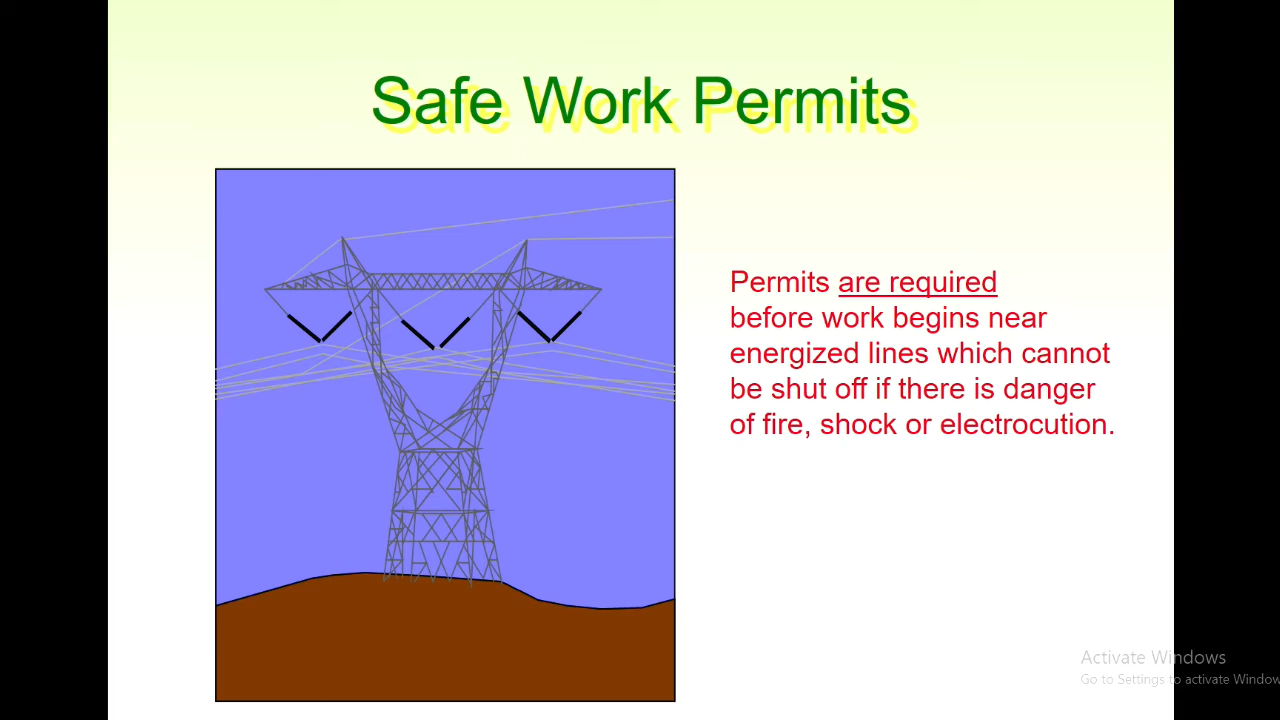 Safe Work Permits
Permits are required
before work begins near
energized lines which cannot
be shut off if there is danger
of fire, shock or electrocution.
Activate Windows
Go to Settings to activate Window